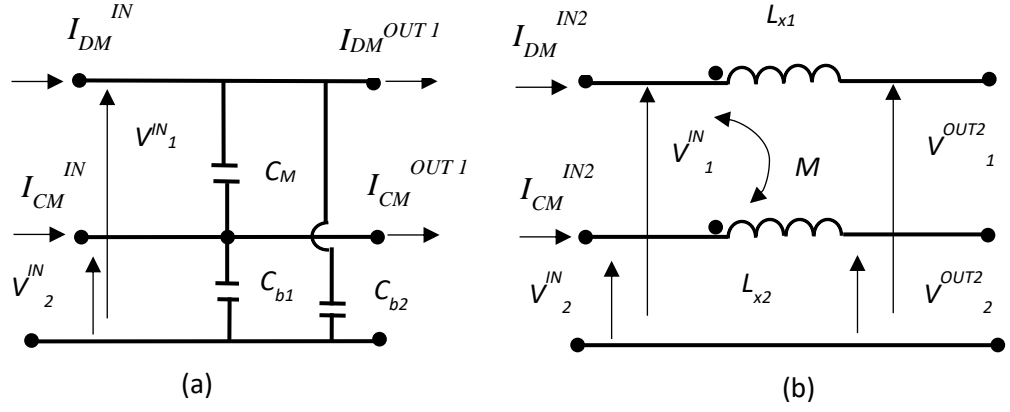 I_DM^IN
I_DM^OUT 1
V^IN_1
C_M
I_CM^IN
I_CM^OUT 1
V^IN_2
C_b1
C_b2
(a)
L_x1
I_DM^IN2
V^IN_1
M
V^OUT2_1
I_CM^IN2
V^IN_2
L_x2
V^OUT2_2
(b)